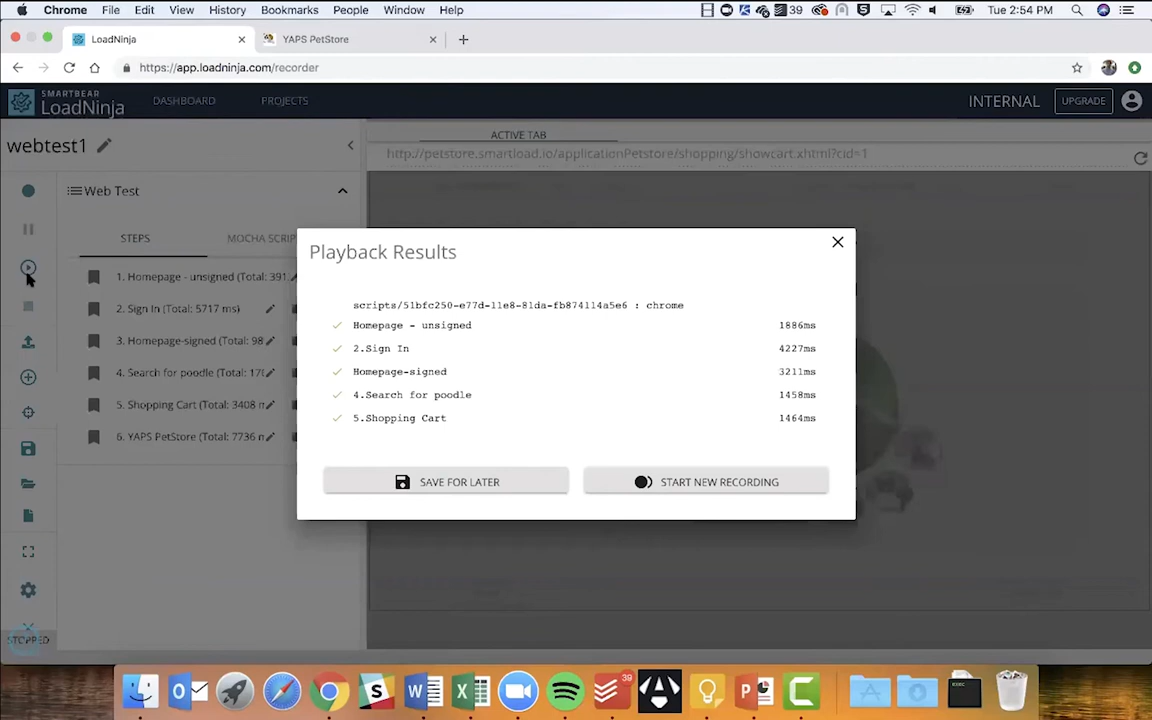 Chrome File Edit View History Bookmarks People Window Help 39 Tue 2:54 PM
LoadNinja YAPS PetStore
https://app.loadninja.com/recorder
SMARTBEAR
LoadNinja DASHBOARD PROJECTS INTERNAL UPGRADE
webtest1
ACTIVE TAB
http://petstore.smartload.io/applicationPetstore/shopping/showcart.xhtml?cid=1
Web Test
STEPS MOCHA SCRIP
1. Homepage - unsigned (Total: 391
2. Sign In (Total: 5717 ms)
3. Homepage-signed (Total: 98
4. Search for poodle (Total: 17
5. Shopping Cart (Total: 3408 m
6. YAPS PetStore (Total: 7736 m
STOPPED
Playback Results
scripts/51bfc250-e77d-11e8-81da-fb874114a5e6 : chrome
Homepage - unsigned 1886ms
2.Sign In 4227ms
Homepage-signed 3211ms
4.Search for poodle 1458ms
5.Shopping Cart 1464ms
SAVE FOR LATER START NEW RECORDING
39